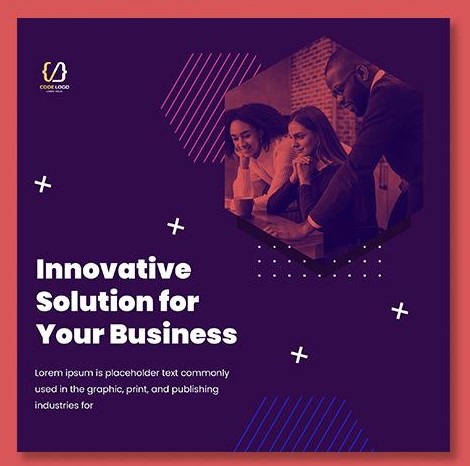 CODE LOGO
Innovative
Solution for
Your Business
Lorem ipsum is placeholder text commonly
used in the graphic, print, and publishing
industries for